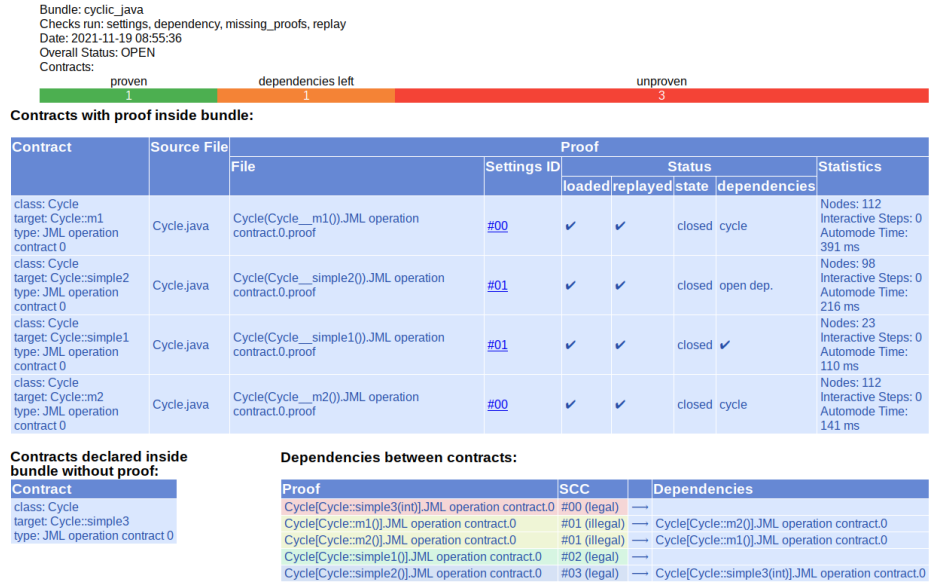 Bundle: cyclic_java
Checks run: settings, dependency, missing_proofs, replay
Date: 2021-11-19 08:55:36
Overall Status: OPEN
Contracts:
proven dependencies left unproven
1 1 3
Contracts with proof inside bundle:
Contract Source File Proof
File Settings ID Status Statistics
loaded replayed state dependencies
class: Cycle
target: Cycle::m1
type: JML operation
contract 0
Cycle.java
Cycle(Cycle__m1()).JML operation
contract.0.proof
#00
✔ ✔ closed cycle
Nodes: 112
Interactive Steps: 0
Automode Time:
391 ms
class: Cycle
target: Cycle::simple2
type: JML operation
contract 0
Cycle.java
Cycle(Cycle__simple2()).JML operation
contract.0.proof
#01
✔ ✔ closed open dep.
Nodes: 98
Interactive Steps: 0
Automode Time:
216 ms
class: Cycle
target: Cycle::simple1
type: JML operation
contract 0
Cycle.java
Cycle(Cycle__simple1()).JML operation
contract.0.proof
#01
✔ ✔ closed ✔
Nodes: 23
Interactive Steps: 0
Automode Time:
110 ms
class: Cycle
target: Cycle::m2
type: JML operation
contract 0
Cycle.java
Cycle(Cycle__m2()).JML operation
contract.0.proof
#00
✔ ✔ closed cycle
Nodes: 112
Interactive Steps: 0
Automode Time:
141 ms
Contracts declared inside
bundle without proof:
Contract
class: Cycle
target: Cycle::simple3
type: JML operation contract 0
Dependencies between contracts:
Proof SCC Dependencies
Cycle[Cycle::simple3(int)].JML operation contract.0 #00 (legal) →
Cycle[Cycle::m1()].JML operation contract.0 #01 (illegal) → Cycle[Cycle::m2()].JML operation contract.0
Cycle[Cycle::m2()].JML operation contract.0 #01 (illegal) → Cycle[Cycle::m1()].JML operation contract.0
Cycle[Cycle::simple1()].JML operation contract.0 #02 (legal) →
Cycle[Cycle::simple2()].JML operation contract.0 #03 (legal) → Cycle[Cycle::simple3(int)].JML operation contract.0